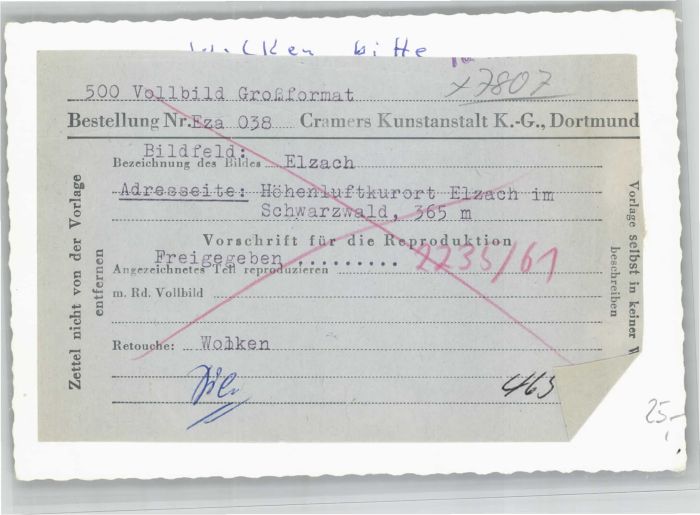 Wolken bitte
x 7807
500 Vollbild Großformat
Bestellung Nr. Eza 038 Cramers Kunstanstalt K.-G., Dortmund
Bildfeld:
Bezeichnung des Bildes Elzach
Adresseite: Höhenluftkurort Elzach im
Schwarzwald, 365 m
Vorschrift für die Reproduktion
Freigegeben ......... 2235/61
Angezeichnetes Teil reproduzieren
m. Rd. Vollbild
Retouche: Wolken
463
Zettel nicht von der Vorlage
entfernen
Vorlage selbst in keiner
beschreiben
25,-